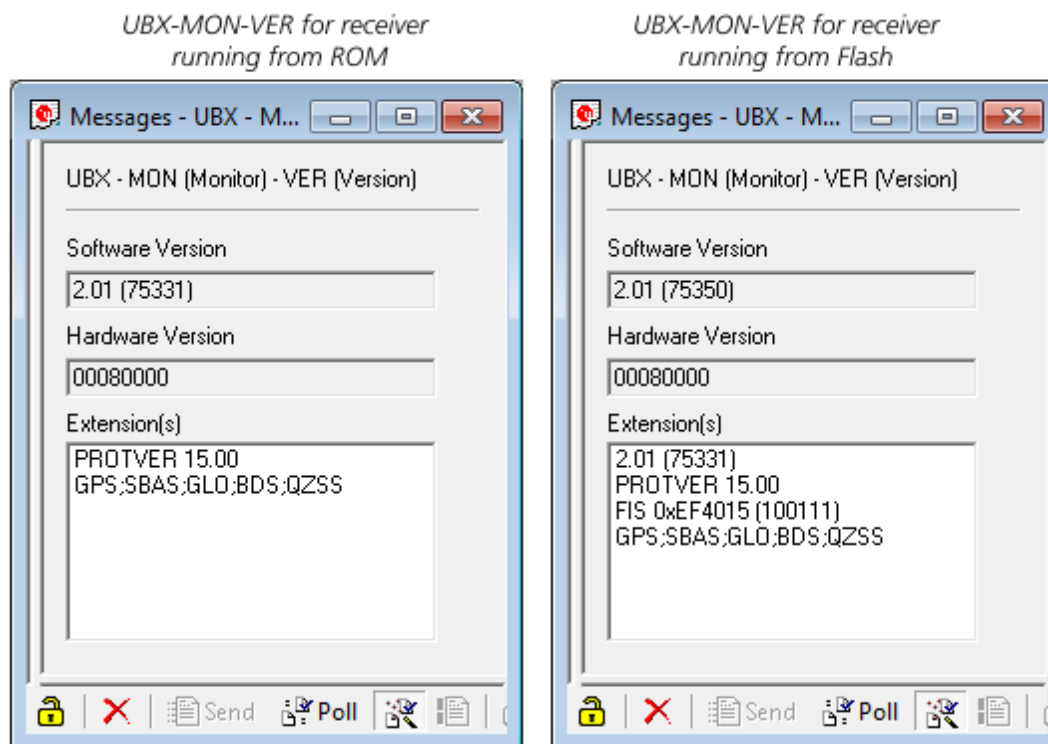 UBX-MON-VER for receiver
running from ROM
Messages - UBX - M...
UBX - MON (Monitor) - VER (Version)
Software Version
2.01 (75331)
Hardware Version
00080000
Extension(s)
PROTVER 15.00
GPS;SBAS;GLO;BDS;QZSS
Send Poll
UBX-MON-VER for receiver
running from Flash
Messages - UBX - M...
UBX - MON (Monitor) - VER (Version)
Software Version
2.01 (75350)
Hardware Version
00080000
Extension(s)
2.01 (75331)
PROTVER 15.00
FIS 0xEF4015 (100111)
GPS;SBAS;GLO;BDS;QZSS
Send Poll